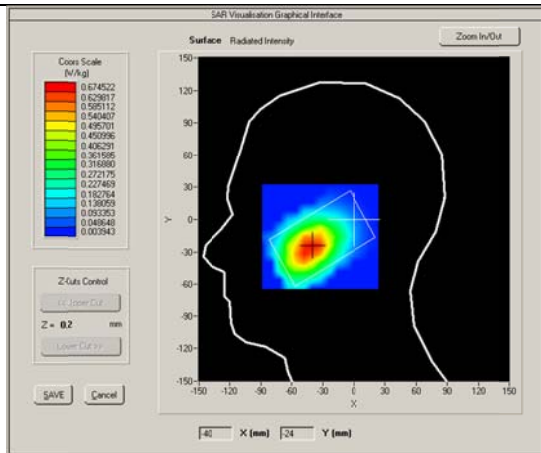 SAR Visualisation Graphical Interface
Surface Radiated Intensity
Zoom In/Out
Coors Scale
(W/kg)
0.674522
0.629817
0.585112
0.540407
0.495701
0.450996
0.406291
0.361585
0.316880
0.272175
0.227469
0.182764
0.138059
0.093353
0.048648
0.003943
Z-Cuts Control
<< Upper Cut
Z = 0.2 mm
Lower Cut >>
SAVE Cancel
150
120
90
60
30
0
-30
-60
-90
-120
-150
Y
-150 -120 -90 -60 -30 0 30 60 90 120 150
X
-40 X (mm) -24 Y (mm)